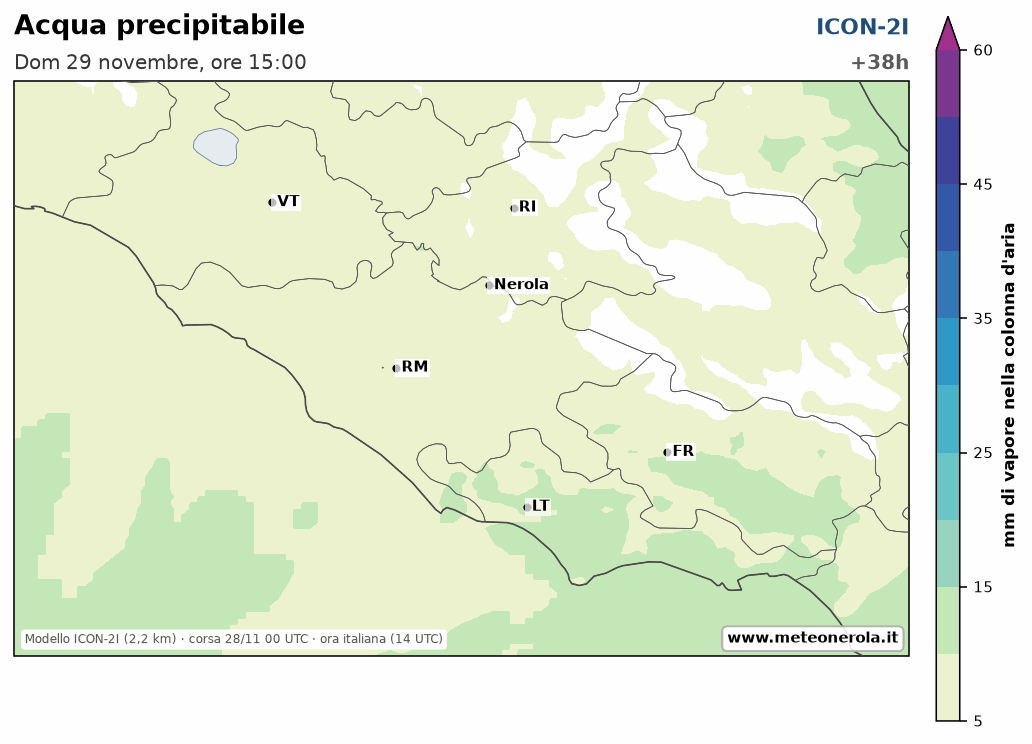 Acqua precipitabile
ICON-2I
Dom 29 novembre, ore 15:00
+38h
60
45
35
25
15
5
mm di vapore nella colonna d'aria
VT
RI
Nerola
RM
FR
LT
Modello ICON-2I (2,2 km) · corsa 28/11 00 UTC · ora italiana (14 UTC)
www.meteonerola.it